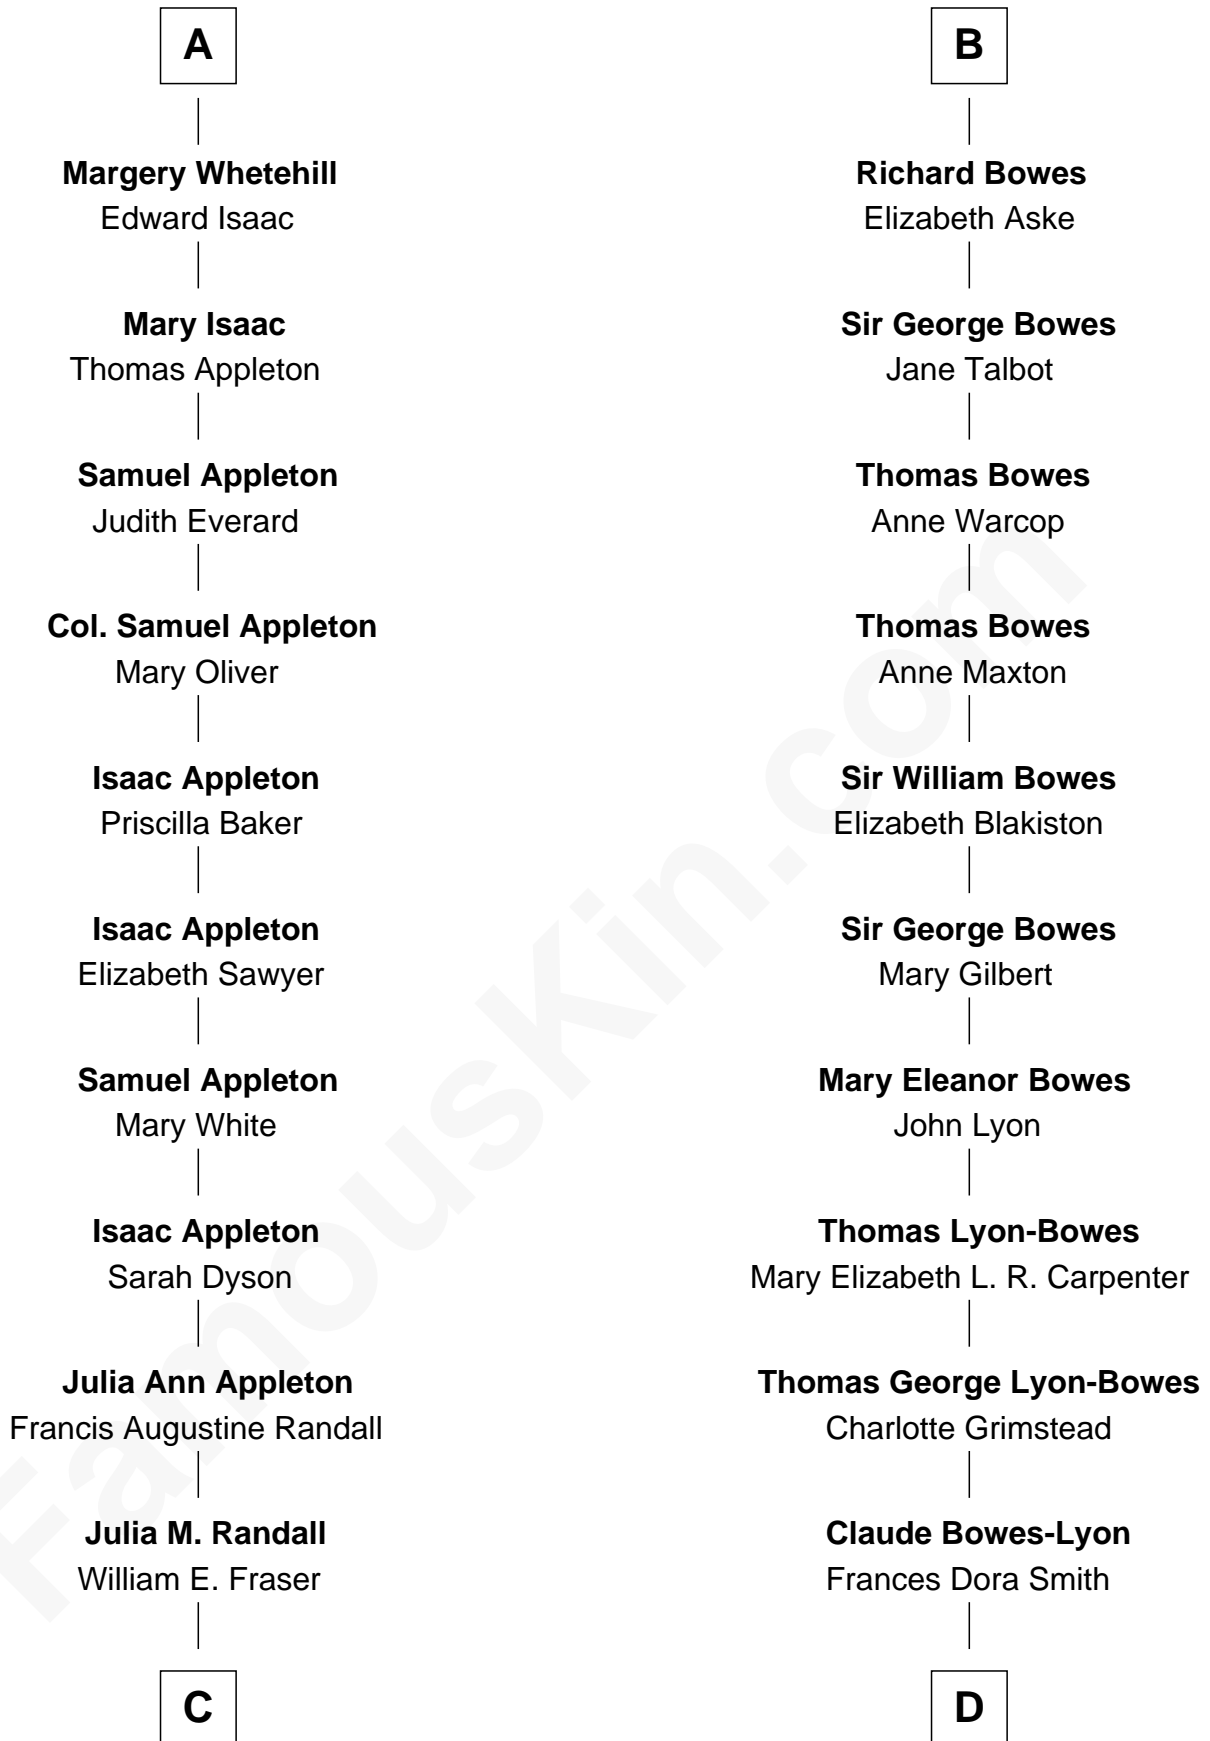 A
Margery Whetehill
Edward Isaac
Mary Isaac
Thomas Appleton
Samuel Appleton
Judith Everard
Col. Samuel Appleton
Mary Oliver
Isaac Appleton
Priscilla Baker
Isaac Appleton
Elizabeth Sawyer
Samuel Appleton
Mary White
Isaac Appleton
Sarah Dyson
Julia Ann Appleton
Francis Augustine Randall
Julia M. Randall
William E. Fraser
C
B
Richard Bowes
Elizabeth Aske
Sir George Bowes
Jane Talbot
Thomas Bowes
Anne Warcop
Thomas Bowes
Anne Maxton
Sir William Bowes
Elizabeth Blakiston
Sir George Bowes
Mary Gilbert
Mary Eleanor Bowes
John Lyon
Thomas Lyon-Bowes
Mary Elizabeth L. R. Carpenter
Thomas George Lyon-Bowes
Charlotte Grimstead
Claude Bowes-Lyon
Frances Dora Smith
D
FamousKin.com